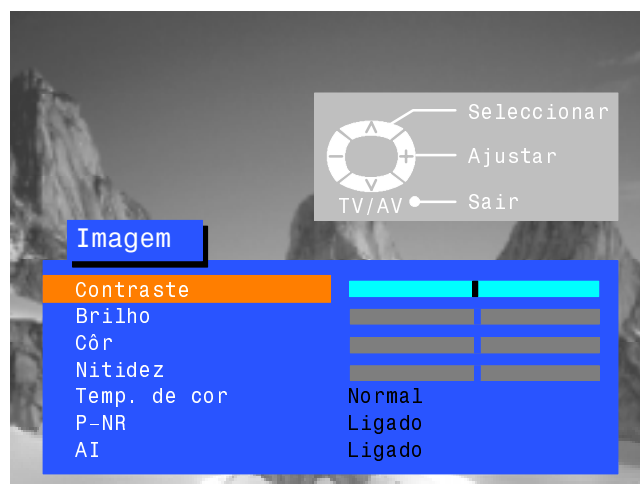 Seleccionar
Ajustar
TV/AV Sair
Imagem
Contraste
Brilho
Côr
Nitidez
Temp. de cor Normal
P-NR Ligado
AI Ligado